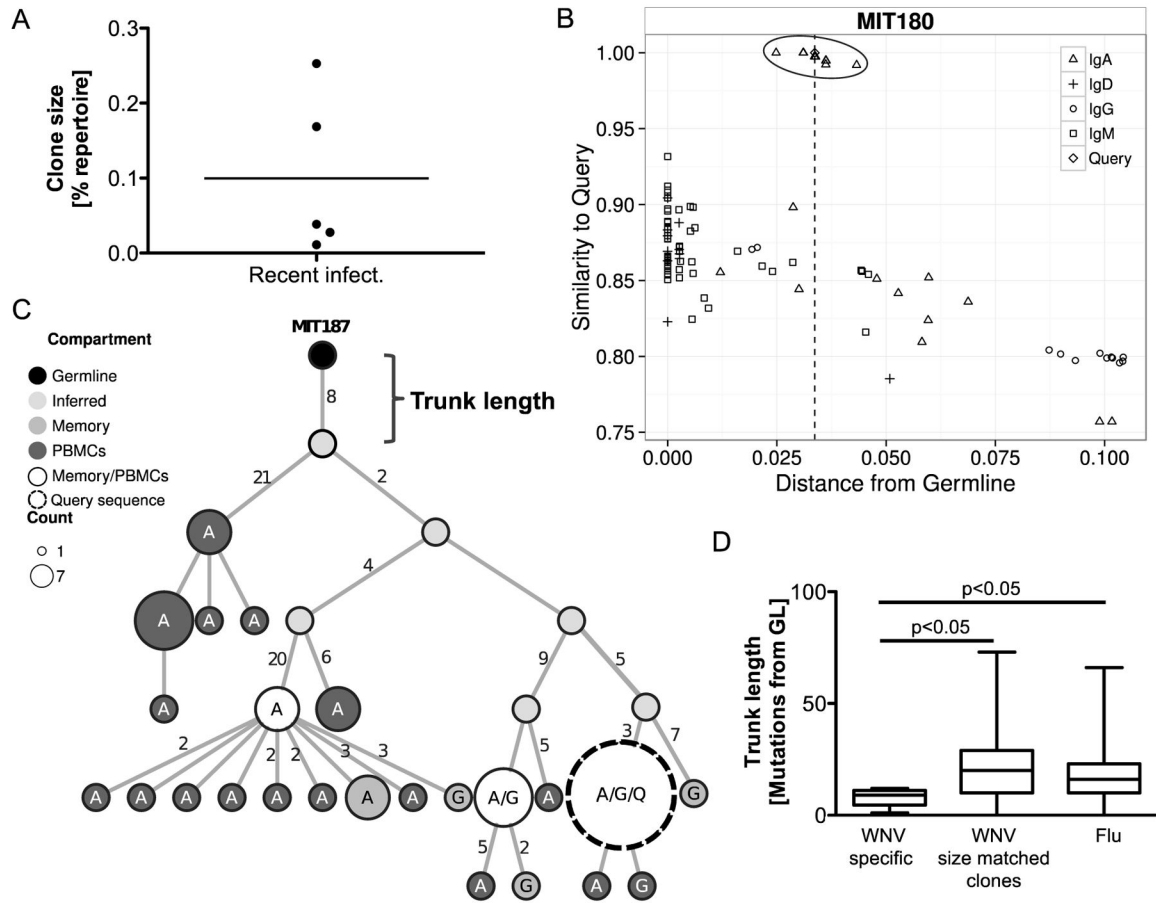 A
0.3
0.2
0.1
0.0
Clone size
[% repertoire]
Recent infect.
B
MIT180
1.00
0.95
0.90
0.85
0.80
0.75
Similarity to Query
0.000
0.025
0.050
0.075
0.100
Distance from Germline
IgA
IgD
IgG
IgM
Query
C
Compartment
Germline
Inferred
Memory
PBMCs
Memory/PBMCs
Query sequence
Count
1
7
MIT187
8
Trunk length
21
2
A
4
A
A
A
20
6
9
5
A
A
A
2
2
2
3
3
5
3
7
A
A
A
A
A
A
A
A
G
A/G
A
A/G/Q
G
5
2
A
G
A
G
D
100
50
0
Trunk length
[Mutations from GL]
p<0.05
p<0.05
WNV
specific
WNV
size matched
clones
Flu